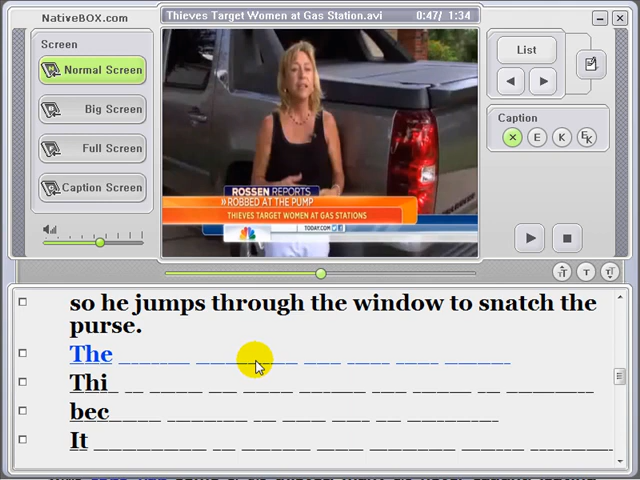 NativeBOX.com
Thieves Target Women at Gas Station.avi
0:47/ 1:34
Screen
Normal Screen
Big Screen
Full Screen
Caption Screen
ROSSEN REPORTS
»ROBBED AT THE PUMP
THIEVES TARGET WOMEN AT GAS STATIONS
TODAY.COM
List
Caption
X E K EK
T T T
so he jumps through the window to snatch the
purse.
The
Thi
bec
It